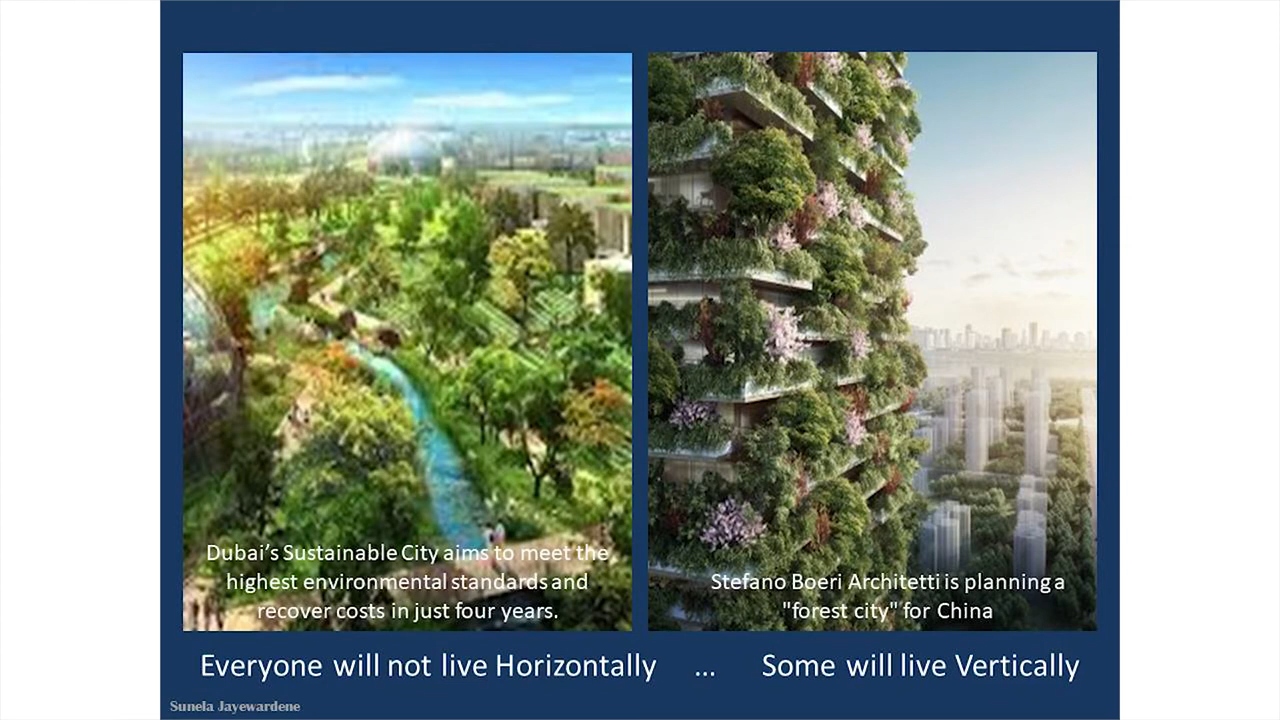 Dubai's Sustainable City aims to meet the
highest environmental standards and
recover costs in just four years.
Stefano Boeri Architetti is planning a
"forest city" for China
Everyone will not live Horizontally ... Some will live Vertically
Sunela Jayewardene